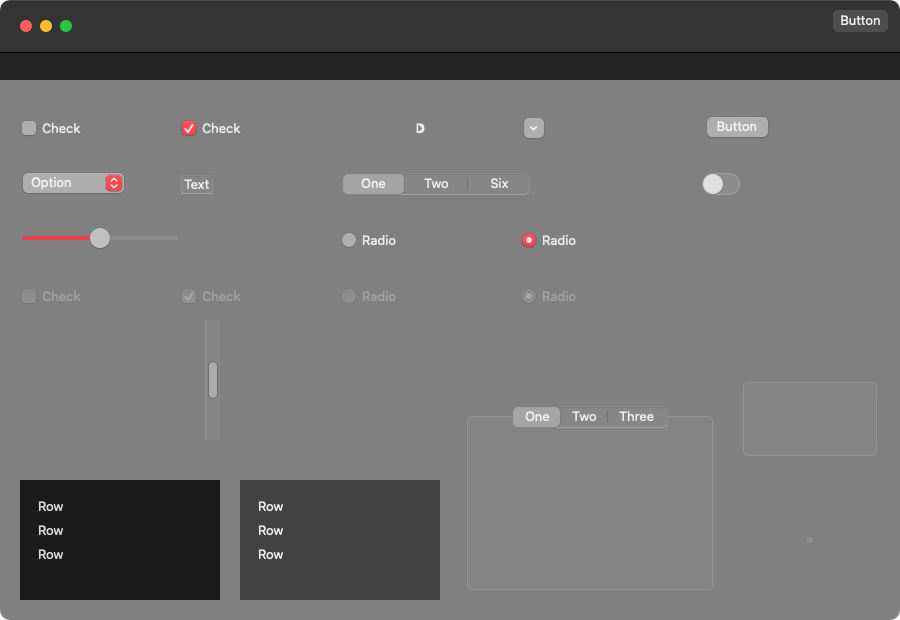 Button
Check Check D Button
Option Text One Two Six
Radio Radio
Check Check Radio Radio
One Two Three
Row Row
Row Row
Row Row